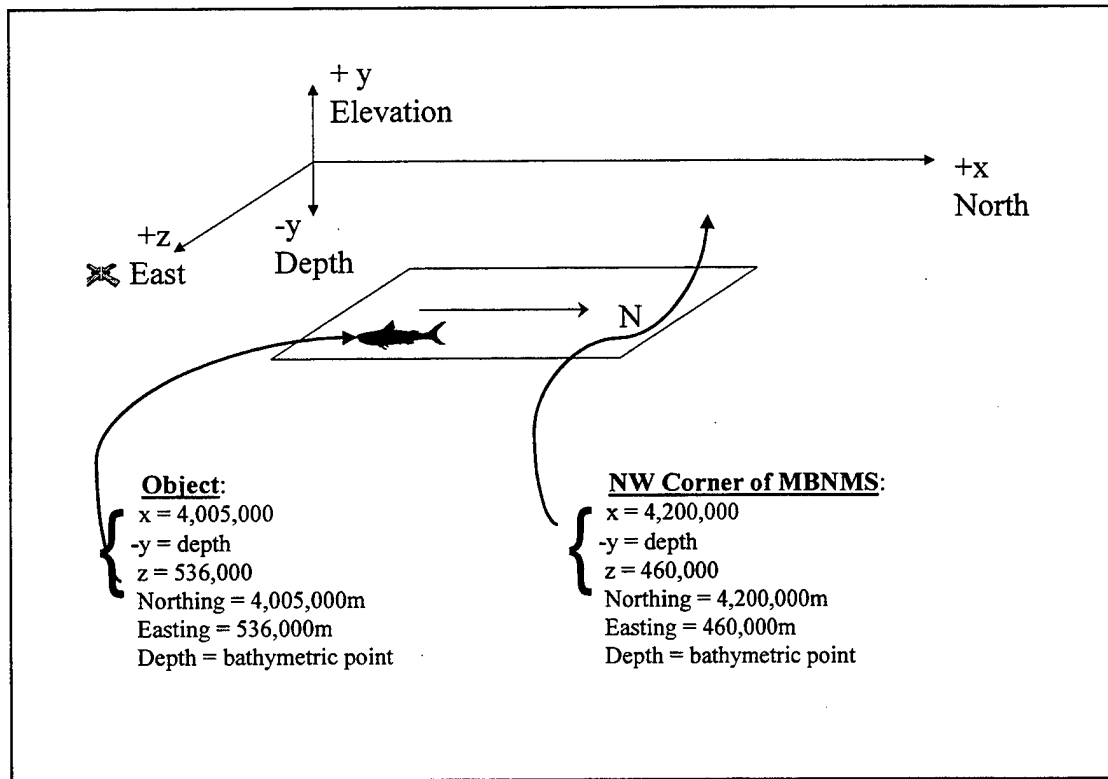 + y
Elevation
+x
North
+z
East
-y
Depth
N
Object:
x = 4,005,000
-y = depth
z = 536,000
Northing = 4,005,000m
Easting = 536,000m
Depth = bathymetric point
NW Corner of MBNMS:
x = 4,200,000
-y = depth
z = 460,000
Northing = 4,200,000m
Easting = 460,000m
Depth = bathymetric point